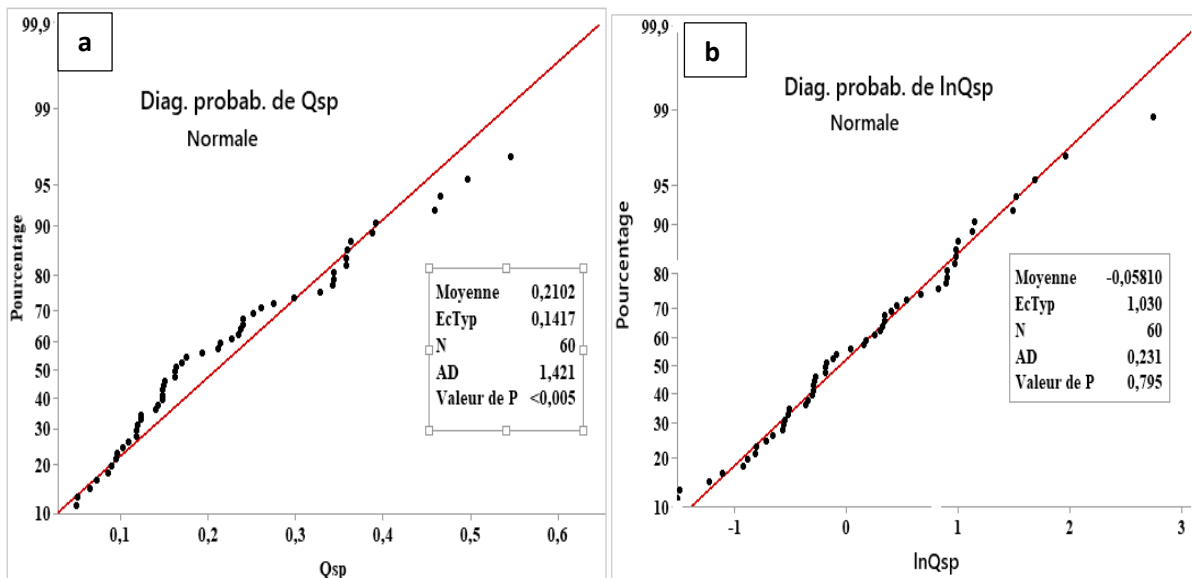 a
Diag. probab. de Qsp
Normale
99,9
99
95
90
80
70
60
50
40
30
20
10
Pourcentage
0,1 0,2 0,3 0,4 0,5 0,6
Qsp
Moyenne 0,2102
EcTyp 0,1417
N 60
AD 1,421
Valeur de P <0,005
b
Diag. probab. de lnQsp
Normale
99,9
99
95
90
80
70
60
50
40
30
20
10
Pourcentage
-1 0 1 2 3
lnQsp
Moyenne -0,05810
EcTyp 1,030
N 60
AD 0,231
Valeur de P 0,795